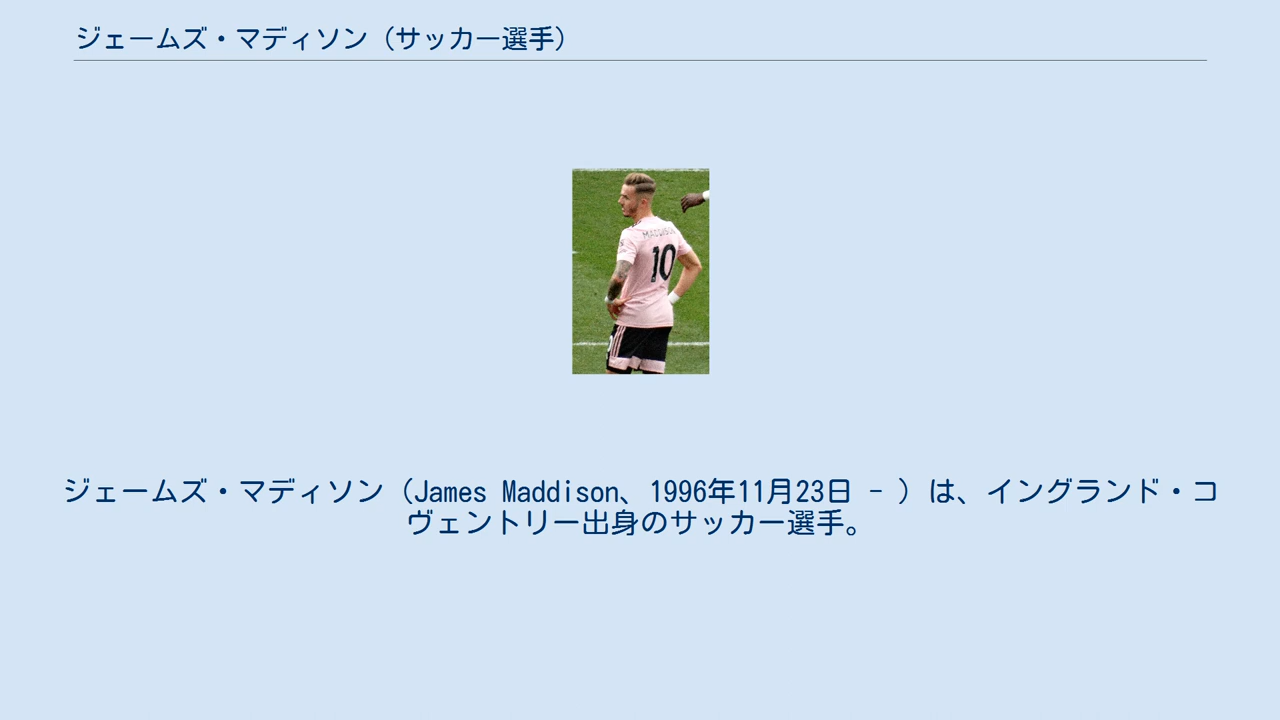 ジェームズ・マディソン（サッカー選手）
MADDISON
10
ジェームズ・マディソン（James Maddison、1996年11月23日 - ）は、イングランド・コ
ヴェントリー出身のサッカー選手。